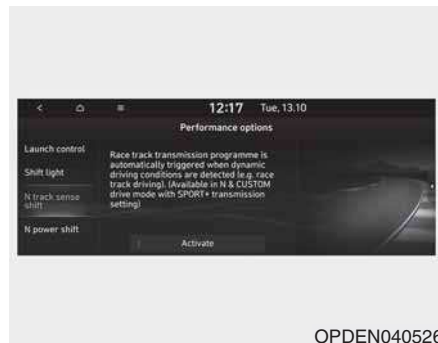 12:17 Tue, 13.10
Performance options
Launch control
Shift light
N track sense
shift
N power shift
Race track transmission programme is
automatically triggered when dynamic
driving conditions are detected (e.g. race
track driving). (Available in N & CUSTOM
drive mode with SPORT+ transmission
setting)
Activate
OPDEN040526